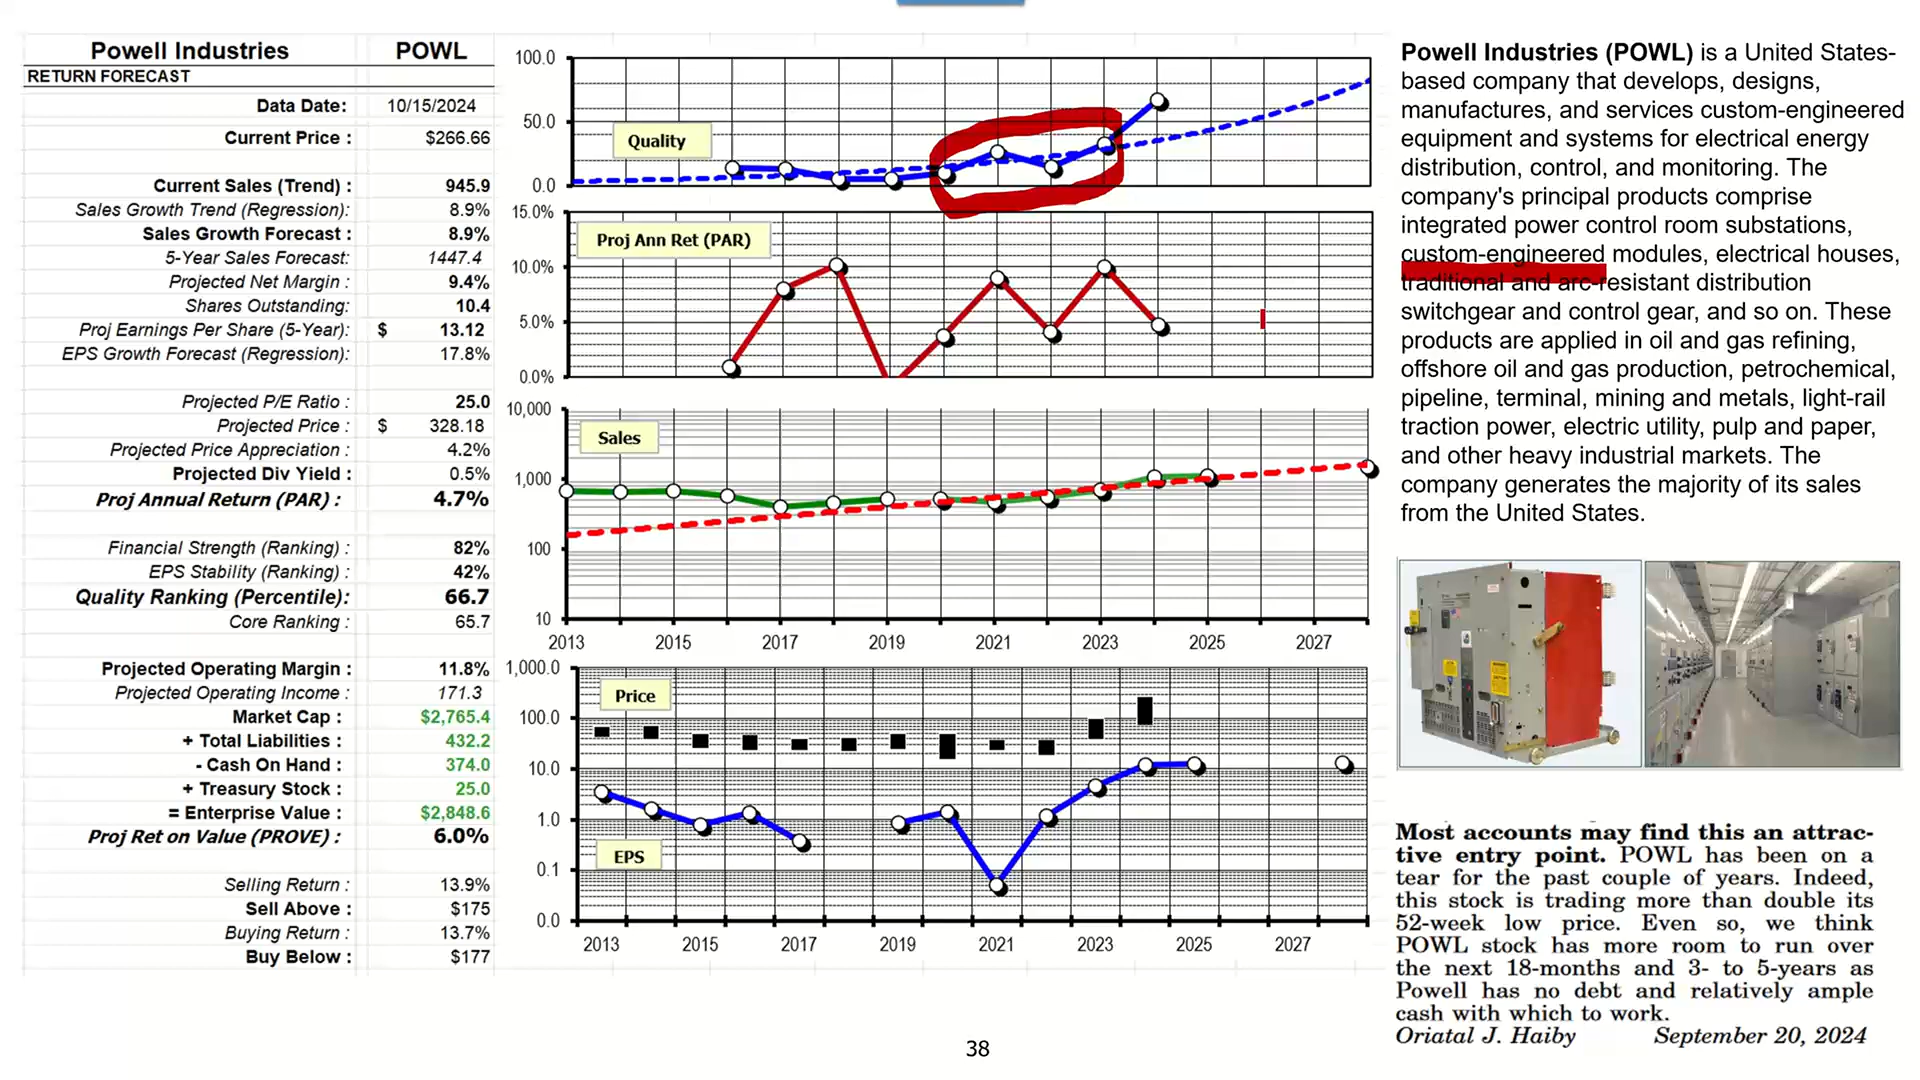 Powell Industries POWL
RETURN FORECAST
Data Date: 10/15/2024
Current Price : $266.66
Current Sales (Trend) : 945.9
Sales Growth Trend (Regression): 8.9%
Sales Growth Forecast : 8.9%
5-Year Sales Forecast: 1447.4
Projected Net Margin : 9.4%
Shares Outstanding: 10.4
Proj Earnings Per Share (5-Year): $ 13.12
EPS Growth Forecast (Regression): 17.8%
Projected P/E Ratio : 25.0
Projected Price : $ 328.18
Projected Price Appreciation : 4.2%
Projected Div Yield : 0.5%
Proj Annual Return (PAR) : 4.7%
Financial Strength (Ranking) : 82%
EPS Stability (Ranking) : 42%
Quality Ranking (Percentile): 66.7
Core Ranking : 65.7
Projected Operating Margin : 11.8%
Projected Operating Income : 171.3
Market Cap : $2,765.4
+ Total Liabilities : 432.2
- Cash On Hand : 374.0
+ Treasury Stock : 25.0
= Enterprise Value : $2,848.6
Proj Ret on Value (PROVE) : 6.0%
Selling Return : 13.9%
Sell Above : $175
Buying Return : 13.7%
Buy Below : $177
100.0
50.0
0.0
Quality
15.0%
10.0%
5.0%
0.0%
Proj Ann Ret (PAR)
10,000
1,000
100
10
Sales
2013 2015 2017 2019 2021 2023 2025 2027
1,000.0
100.0
10.0
1.0
0.1
0.0
Price
EPS
2013 2015 2017 2019 2021 2023 2025 2027
Powell Industries (POWL) is a United States-
based company that develops, designs,
manufactures, and services custom-engineered
equipment and systems for electrical energy
distribution, control, and monitoring. The
company's principal products comprise
integrated power control room substations,
custom-engineered modules, electrical houses,
traditional and arc-resistant distribution
switchgear and control gear, and so on. These
products are applied in oil and gas refining,
offshore oil and gas production, petrochemical,
pipeline, terminal, mining and metals, light-rail
traction power, electric utility, pulp and paper,
and other heavy industrial markets. The
company generates the majority of its sales
from the United States.
Most accounts may find this an attrac-
tive entry point. POWL has been on a
tear for the past couple of years. Indeed,
this stock is trading more than double its
52-week low price. Even so, we think
POWL stock has more room to run over
the next 18-months and 3- to 5-years as
Powell has no debt and relatively ample
cash with which to work.
Oriatal J. Haiby September 20, 2024
38